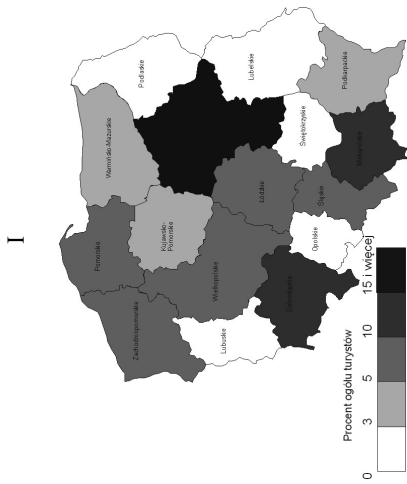 I
Pomorskie
Warmińsko-Mazurskie
Podlaskie
Zachodniopomorskie
Kujawsko-
Pomorskie
Lubuskie
Wielkopolskie
Łódzkie
Lubelskie
Dolnośląskie
Opolskie
Śląskie
Świętokrzyskie
Małopolskie
Podkarpackie
Procent ogółu turystów
0 3 5 10 15 i więcej